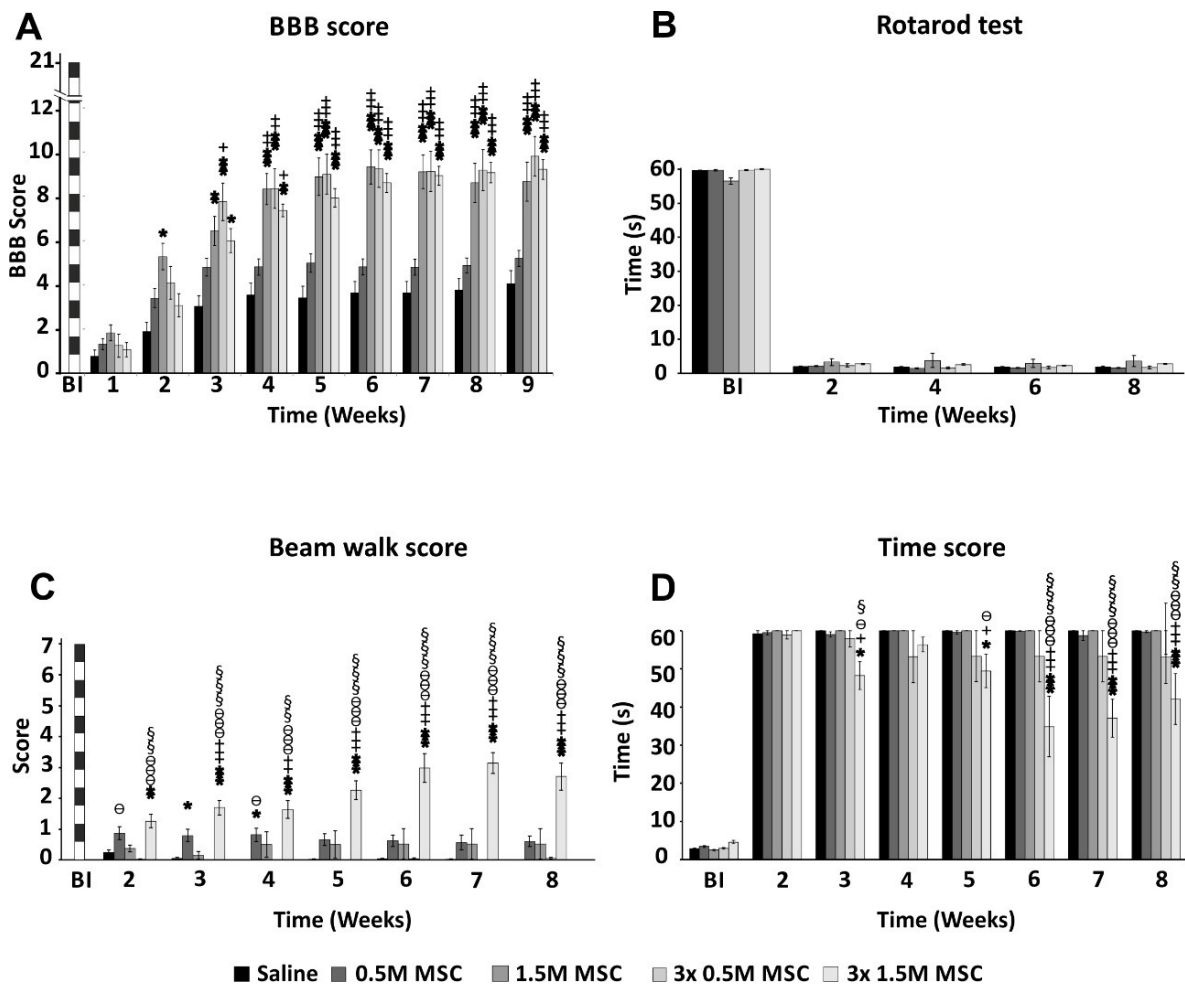 A
BBB score
BBB Score
21
12
10
8
6
4
2
0
BI 1 2 3 4 5 6 7 8 9
Time (Weeks)
B
Rotarod test
Time (s)
60
50
40
30
20
10
0
BI 2 4 6 8
Time (Weeks)
C
Beam walk score
Score
7
6
5
4
3
2
1
0
BI 2 3 4 5 6 7 8
Time (Weeks)
D
Time score
Time (s)
60
50
40
30
20
10
0
BI 2 3 4 5 6 7 8
Time (Weeks)
Saline 0.5M MSC 1.5M MSC 3x 0.5M MSC 3x 1.5M MSC